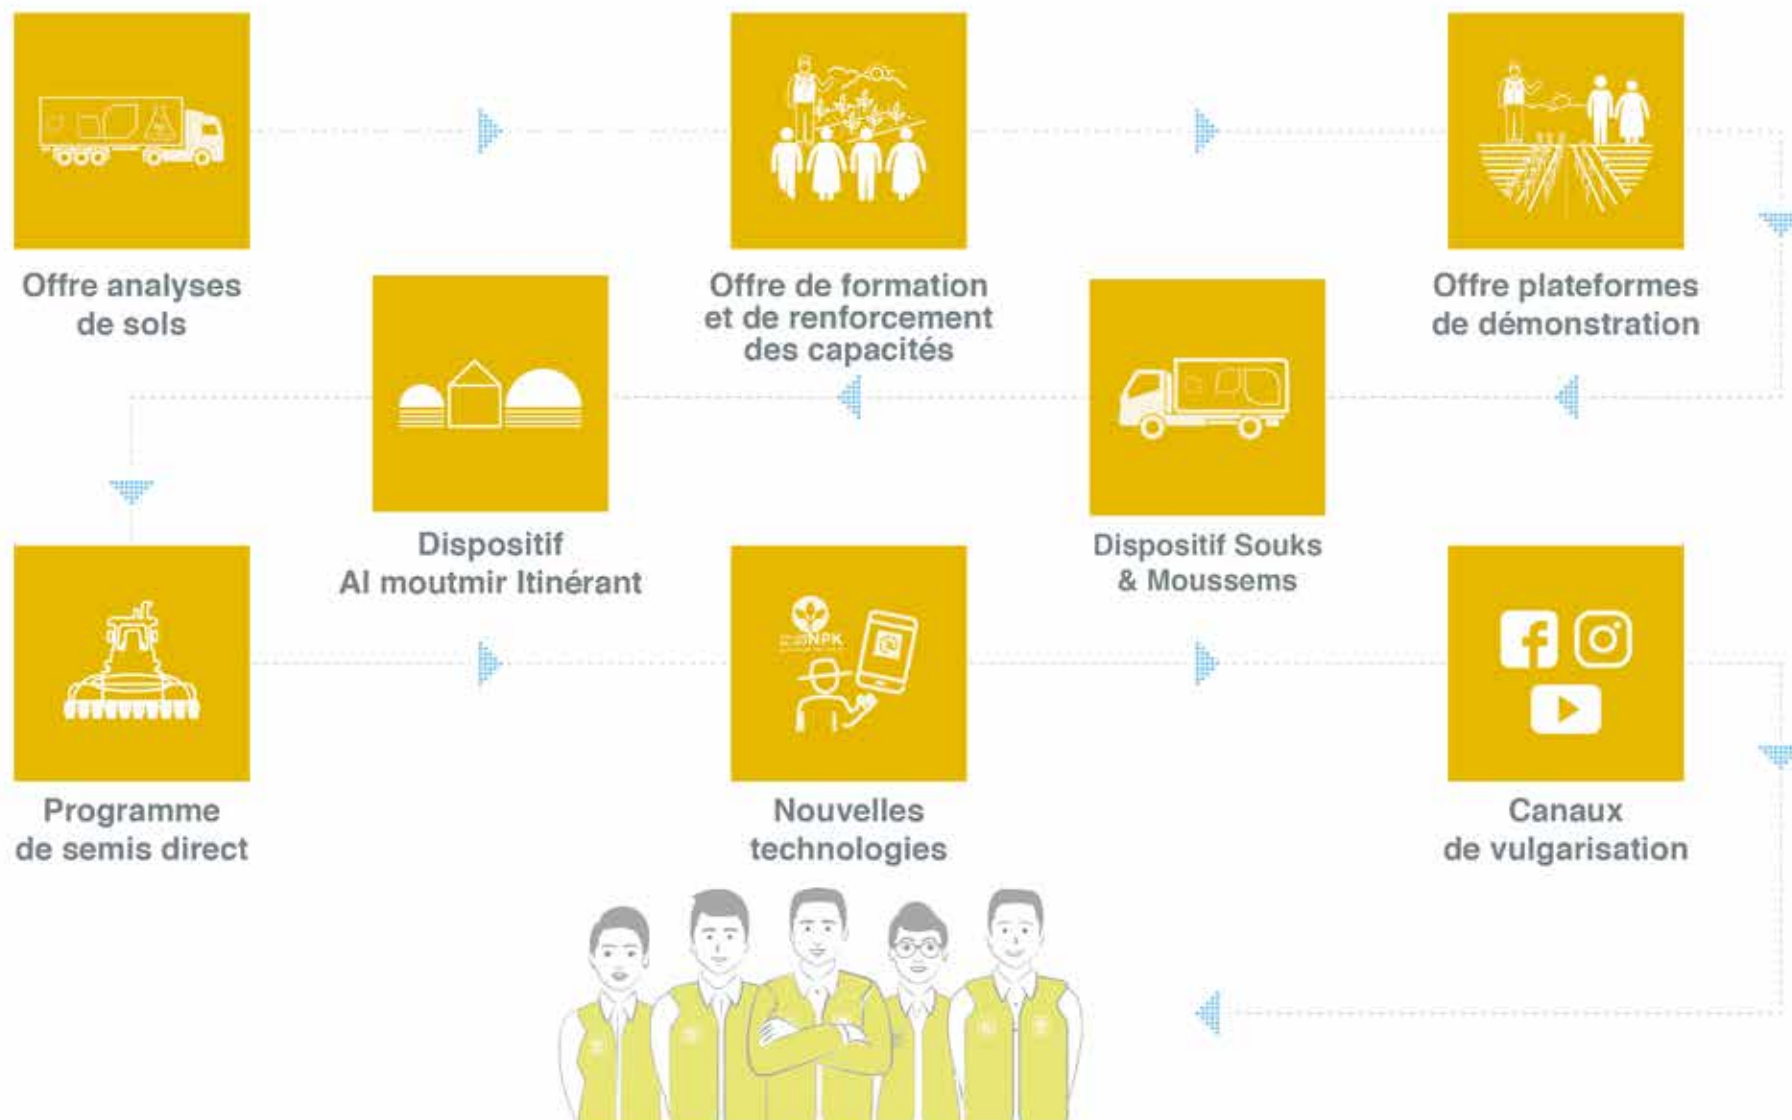 Offre analyses
de sols
Offre de formation
et de renforcement
des capacités
Offre plateformes
de démonstration
Dispositif Souks
& Moussems
Dispositif
Al moutmir Itinérant
Programme
de semis direct
NPK
Nouvelles
technologies
Canaux
de vulgarisation